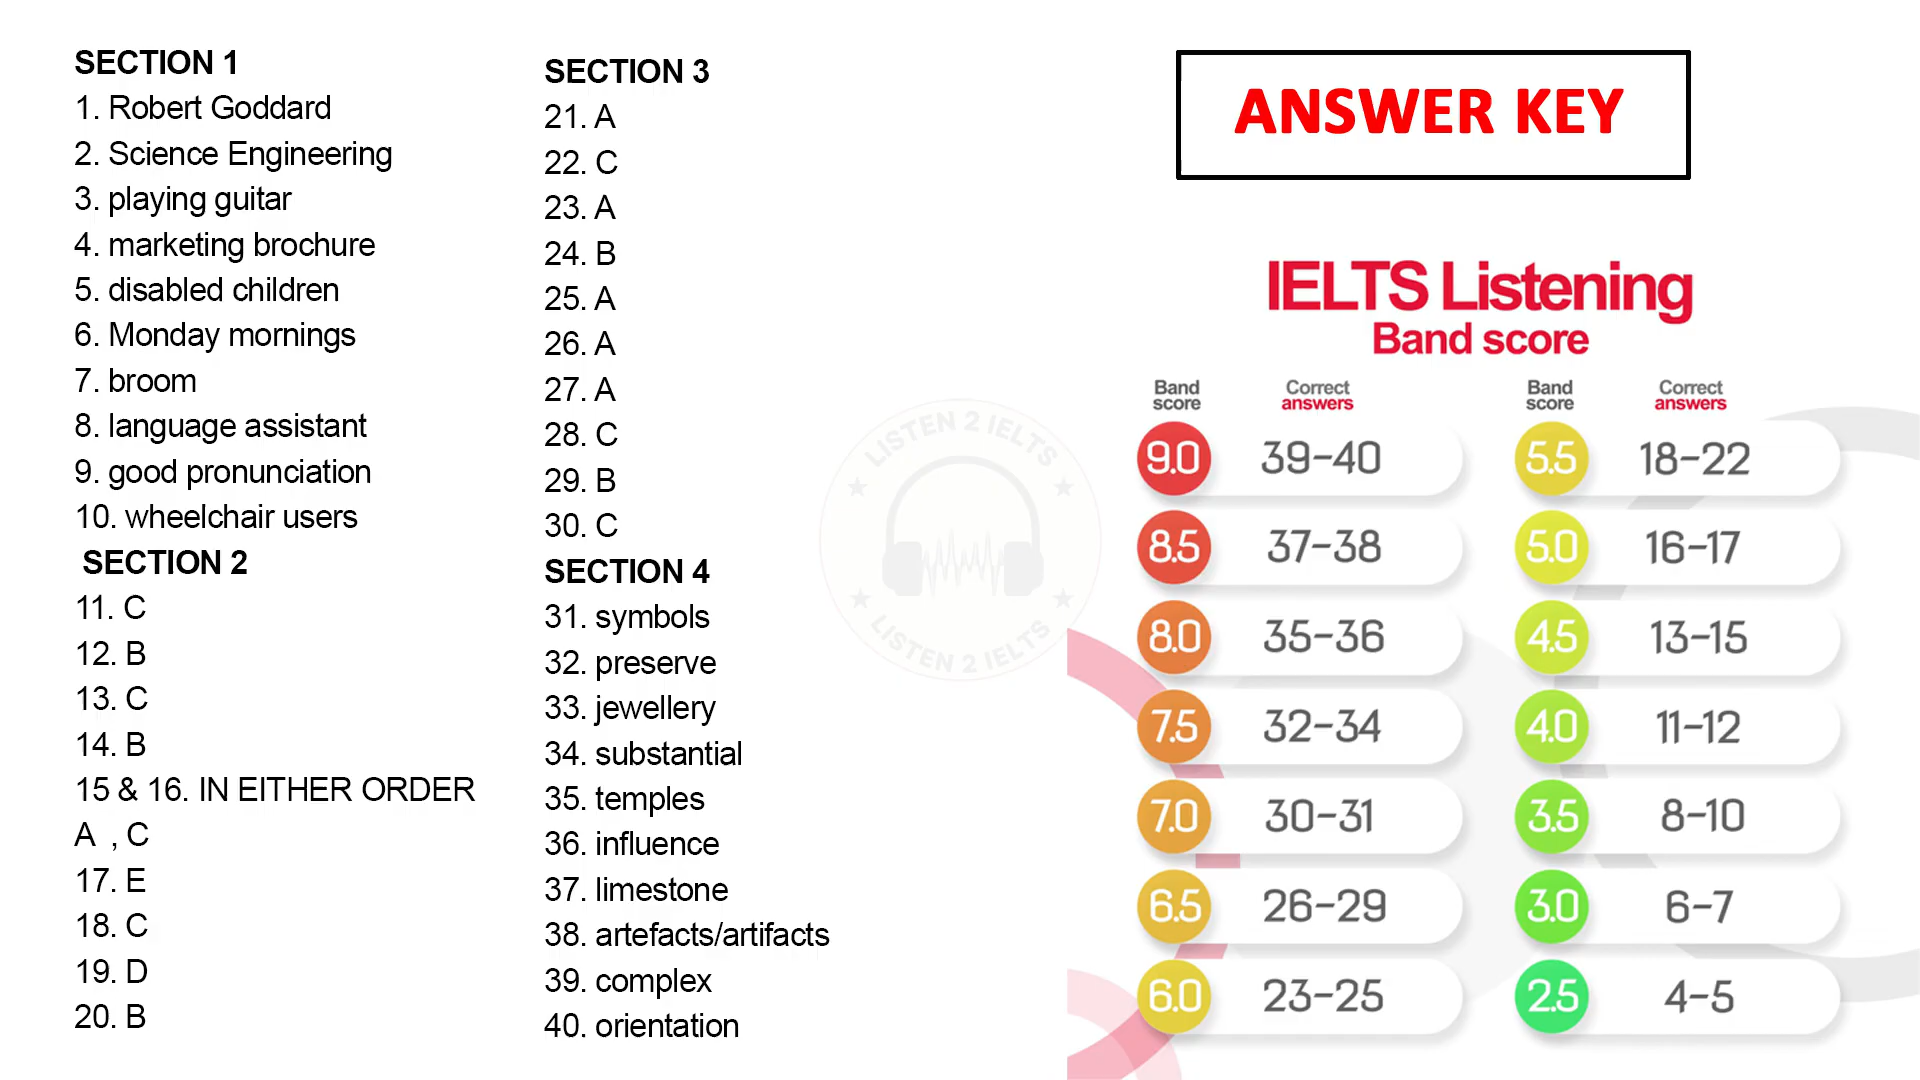 SECTION 1
1. Robert Goddard
2. Science Engineering
3. playing guitar
4. marketing brochure
5. disabled children
6. Monday mornings
7. broom
8. language assistant
9. good pronunciation
10. wheelchair users
SECTION 2
11. C
12. B
13. C
14. B
15 & 16. IN EITHER ORDER
A , C
17. E
18. C
19. D
20. B
SECTION 3
21. A
22. C
23. A
24. B
25. A
26. A
27. A
28. C
29. B
30. C
SECTION 4
31. symbols
32. preserve
33. jewellery
34. substantial
35. temples
36. influence
37. limestone
38. artefacts/artifacts
39. complex
40. orientation
LISTEN 2 IELTS
LISTEN 2 IELTS
ANSWER KEY
IELTS Listening
Band score
Band score Correct answers Band score Correct answers
9.0 39–40 5.5 18–22
8.5 37–38 5.0 16–17
8.0 35–36 4.5 13–15
7.5 32–34 4.0 11–12
7.0 30–31 3.5 8–10
6.5 26–29 3.0 6–7
6.0 23–25 2.5 4–5